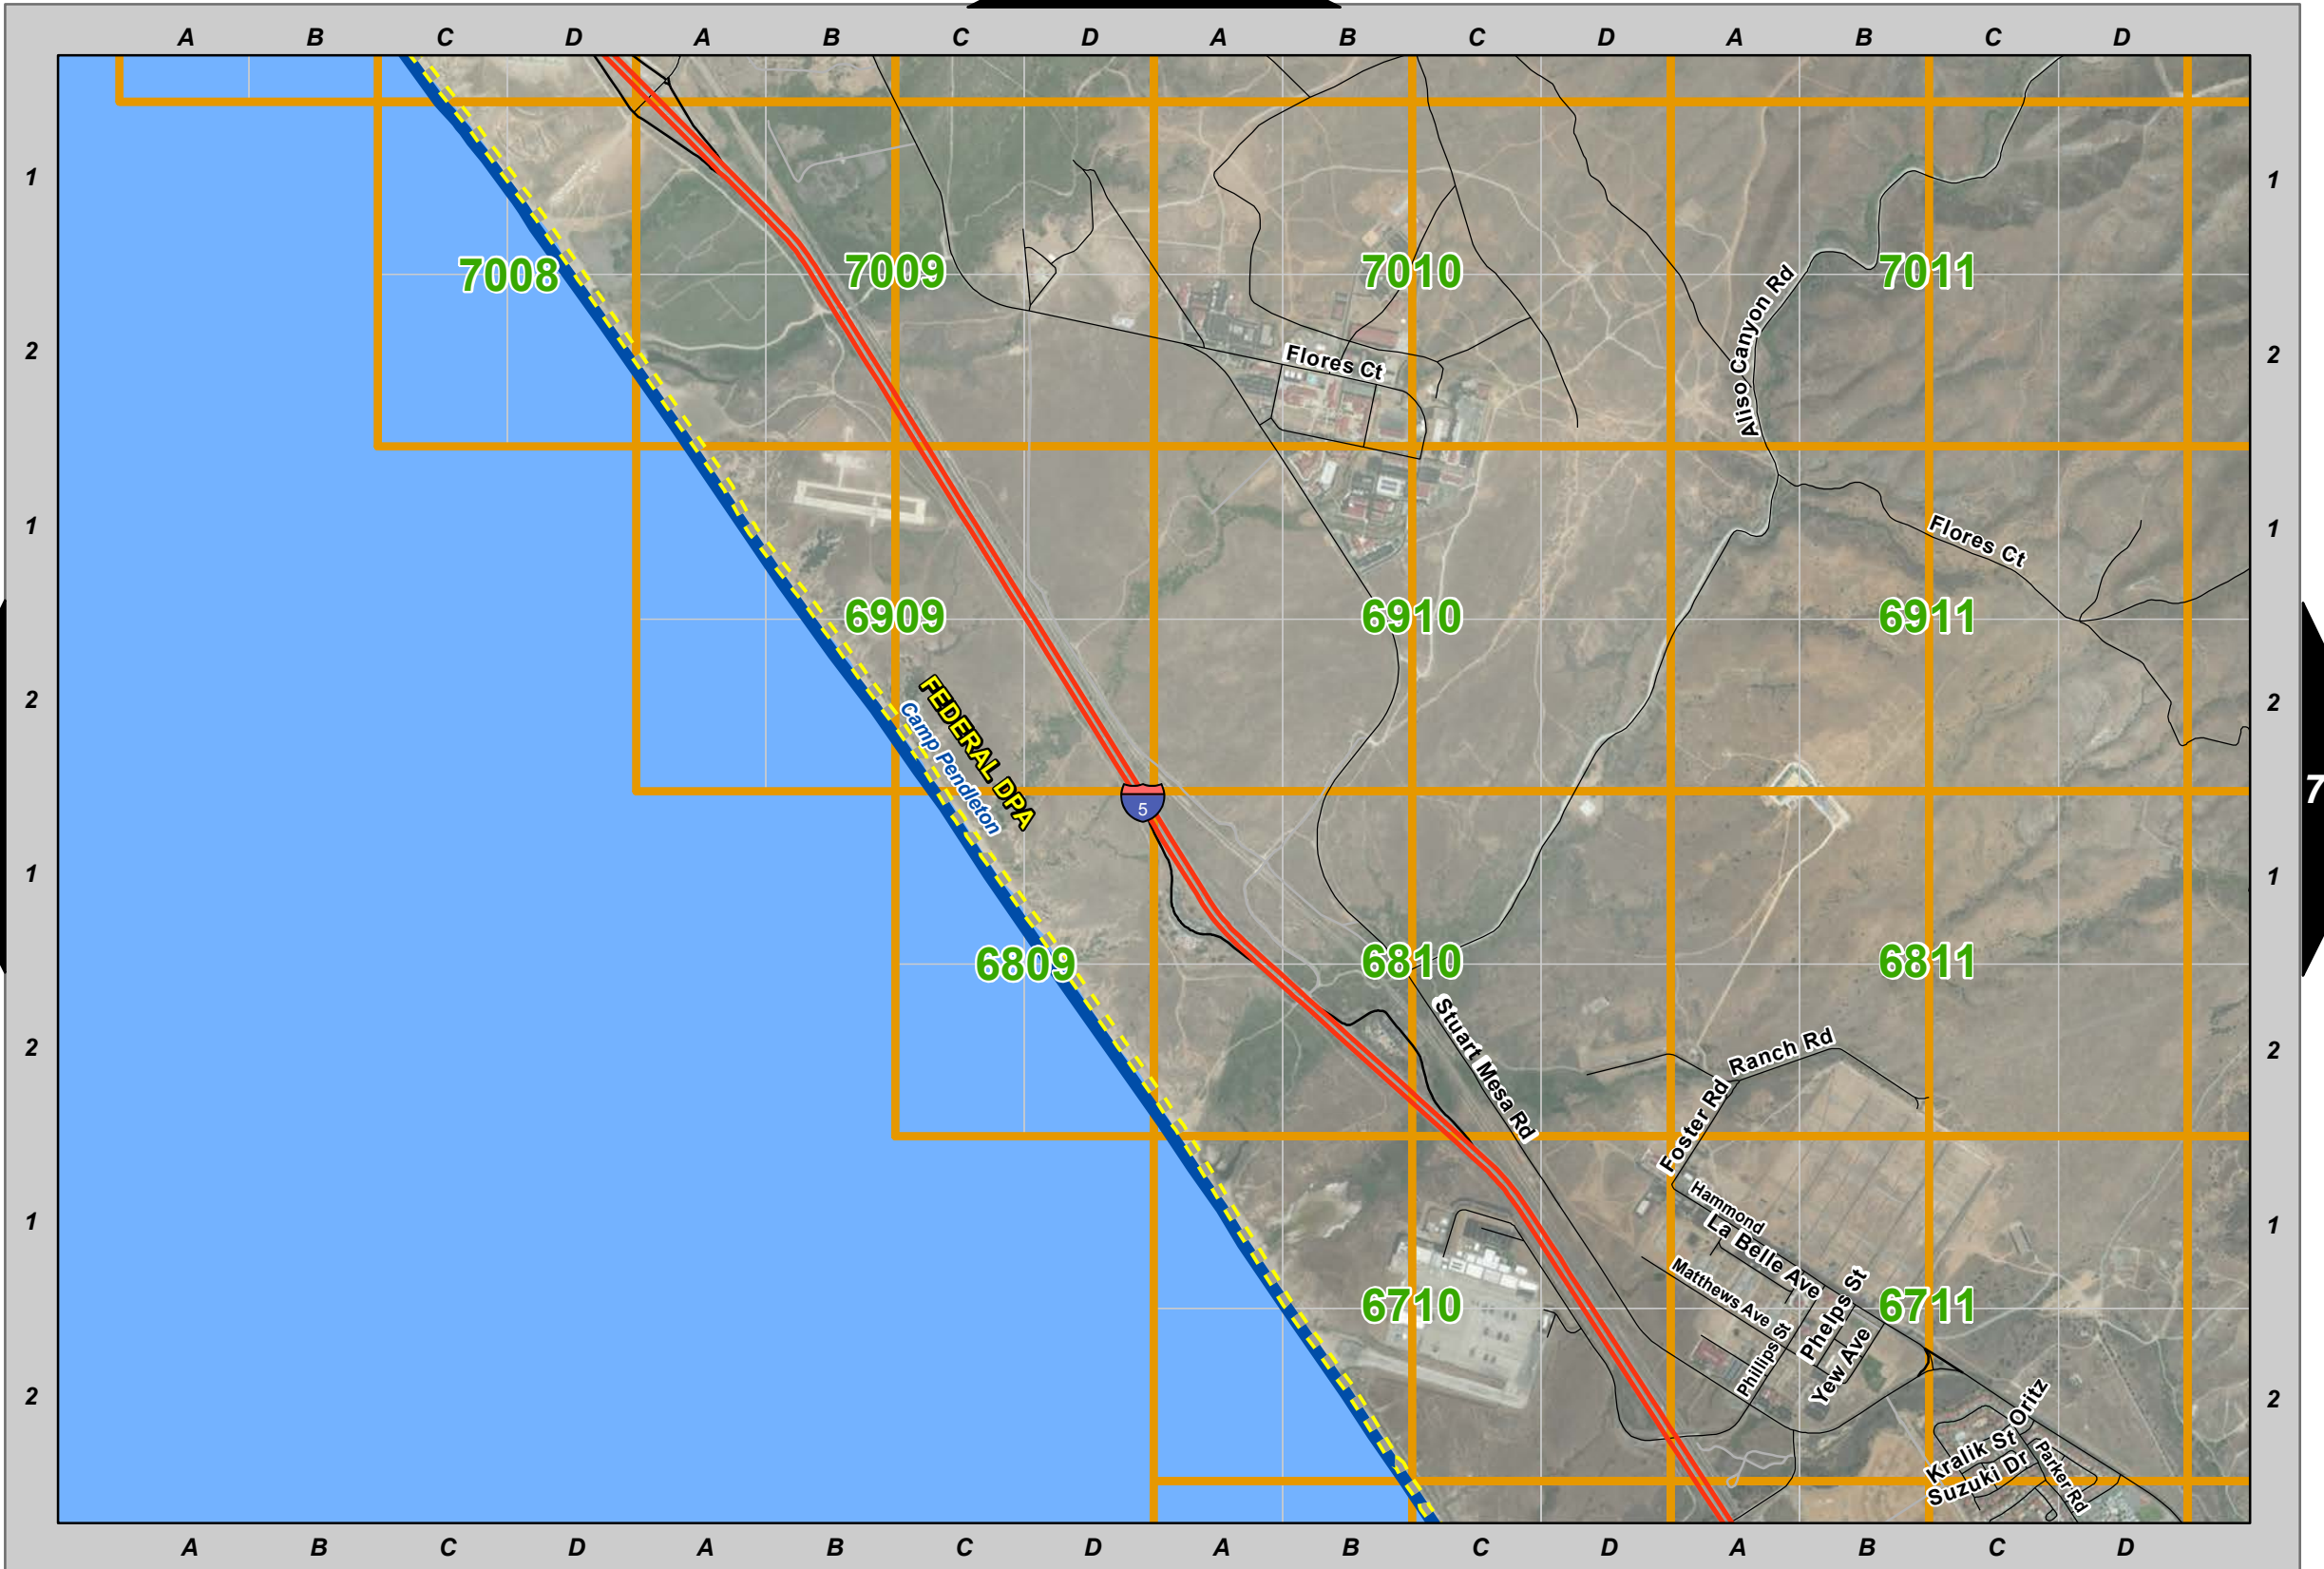 A B C D A B C D A B C D A B C D
1 1
7008 7009 7010 7011
Aliso Canyon Rd
2 2
Flores Ct
1 1
Flores Ct
6909 6910 6911
2 2
FEDERAL DPA
Camp Pendleton
7
5
1 1
6809 6810 6811
Stuart Mesa Rd
2 2
Ranch Rd
Foster Rd
Hammond
1 1
La Belle Ave
Matthews Ave
6710 6711
Phelps St
Phillips St
Yew Ave
2 2
Oritz
Kralik St
Suzuki Dr
Parker Rd
A B C D A B C D A B C D A B C D